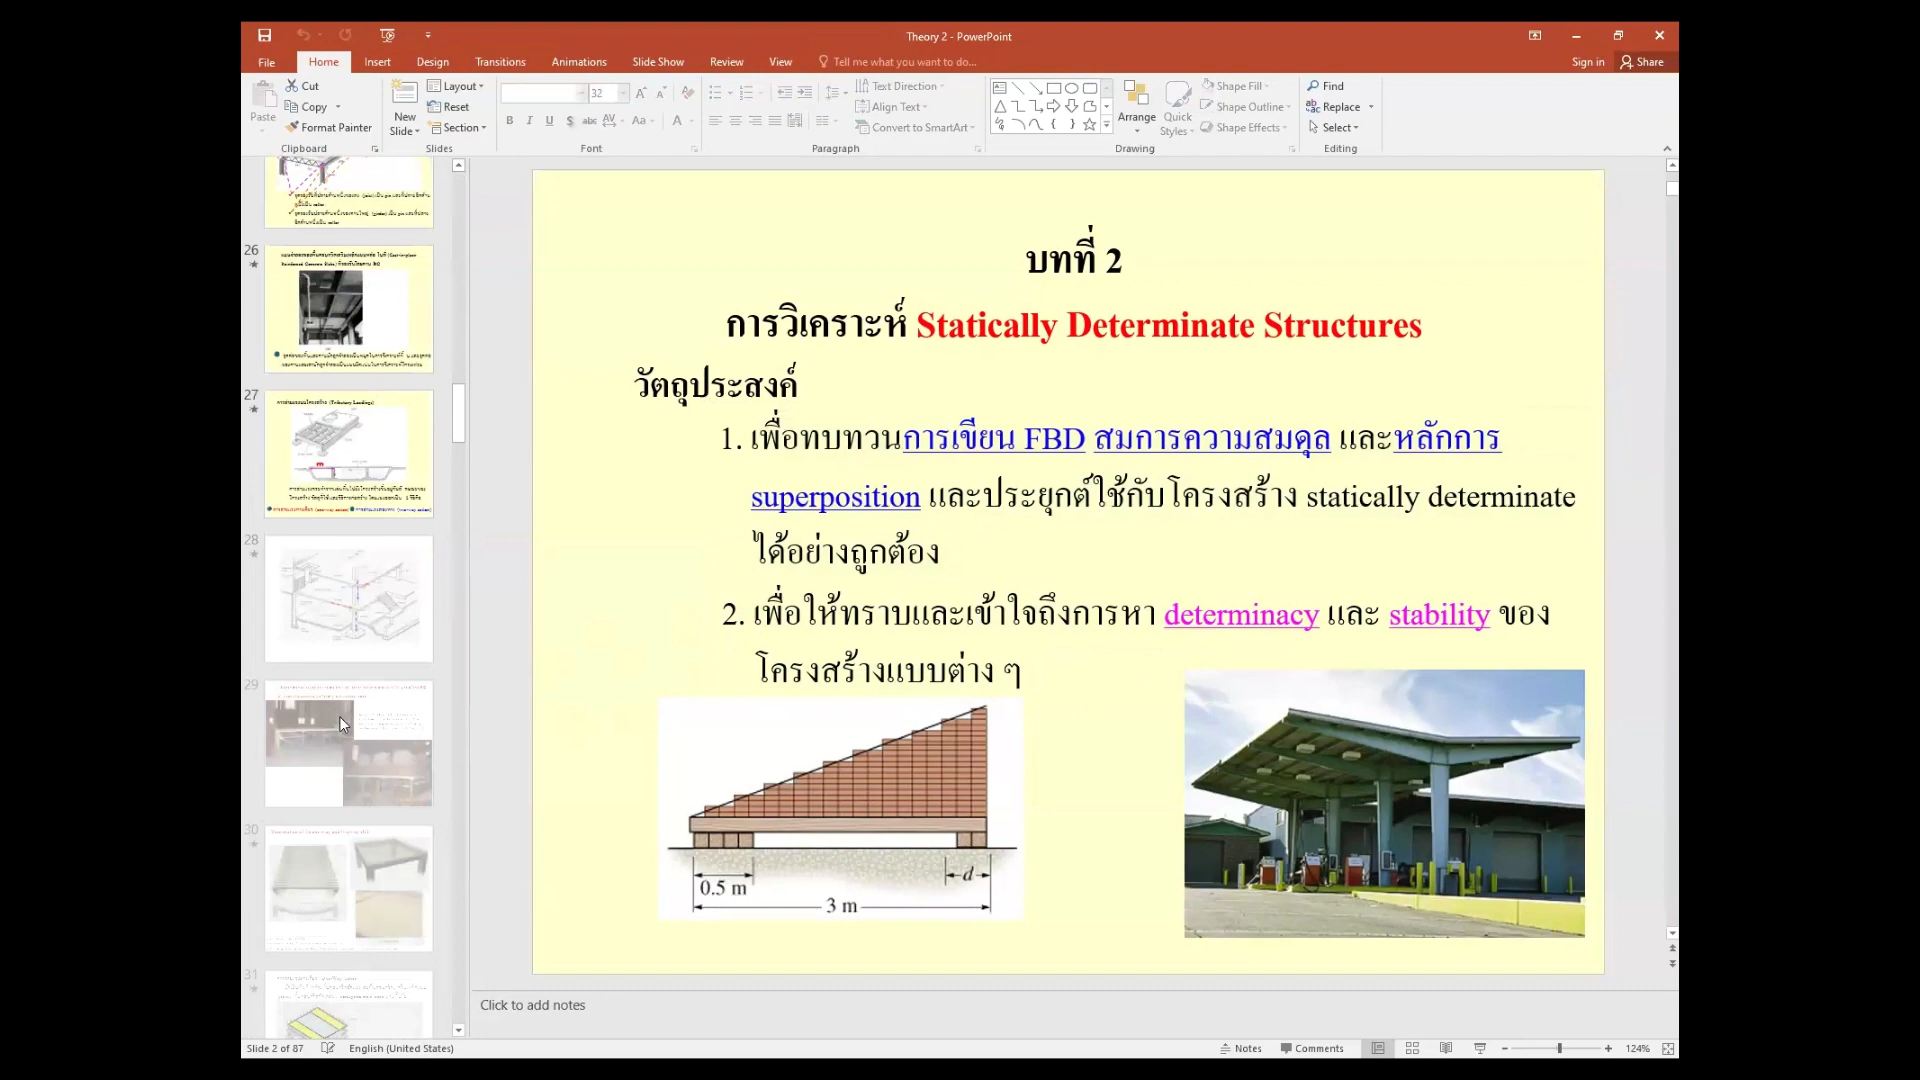 Theory 2 - PowerPoint
File Home Insert Design Transitions Animations Slide Show Review View Tell me what you want to do... Sign in Share
Paste Cut Copy Format Painter Clipboard
New Slide Layout Reset Section Slides
32 Font
Text Direction Align Text Convert to SmartArt Paragraph
Arrange Quick Styles Shape Fill Shape Outline Shape Effects Drawing
Find Replace Select Editing
26
27
28
29
30
31
บทที่ 2
การวิเคราะห์ Statically Determinate Structures
วัตถุประสงค์
1. เพื่อทบทวนการเขียน FBD สมการความสมดุล และหลักการ
superposition และประยุกต์ใช้กับโครงสร้าง statically determinate
ได้อย่างถูกต้อง
2. เพื่อให้ทราบและเข้าใจถึงการหา determinacy และ stability ของ
โครงสร้างแบบต่าง ๆ
0.5 m
d
3 m
Click to add notes
Slide 2 of 87 English (United States) Notes Comments 124%